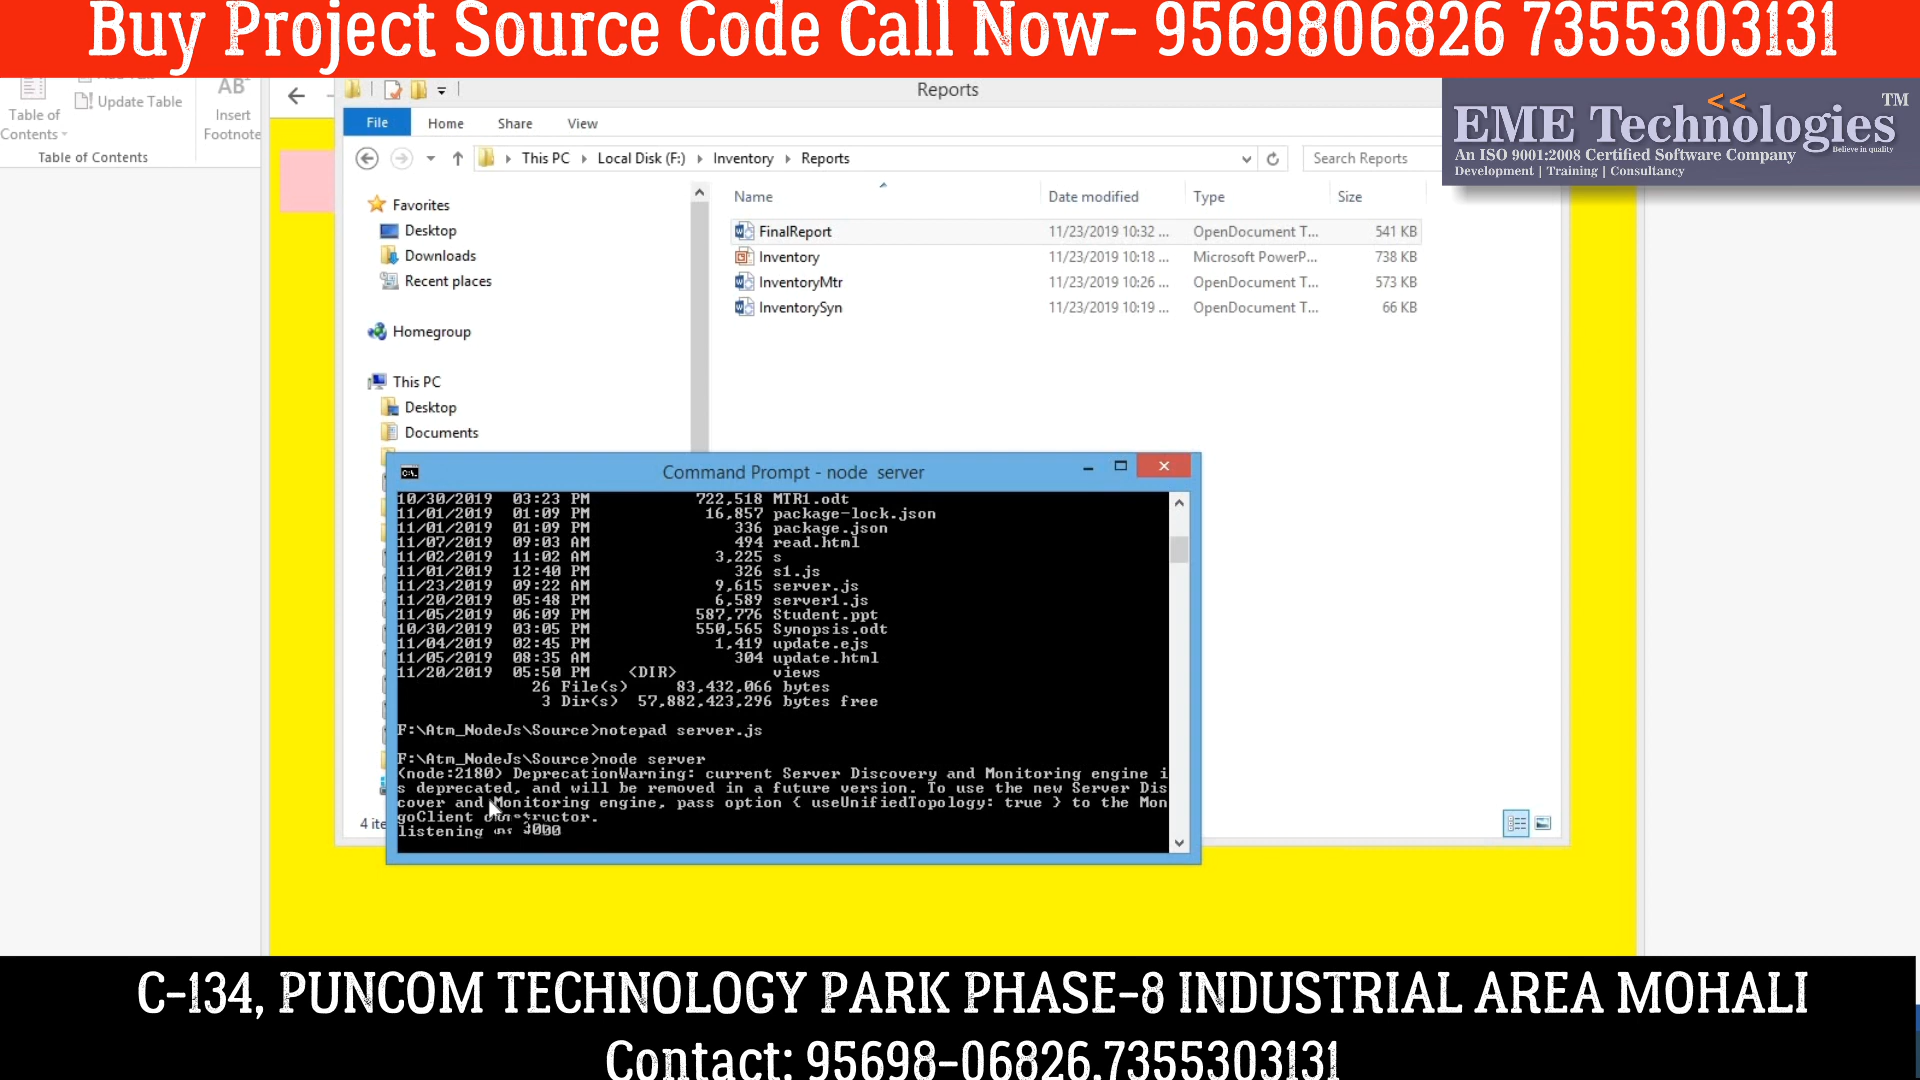 Buy Project Source Code Call Now- 9569806826 7355303131
Table of
Contents
Update Table
AB
Insert
Footnote
Table of Contents
Reports
File Home Share View
This PC Local Disk (F:) Inventory Reports
Search Reports
EME Technologies TM
Believe in quality
An ISO 9001:2008 Certified Software Company
Development | Training | Consultancy
Favorites
Desktop
Downloads
Recent places
Homegroup
This PC
Desktop
Documents
Name Date modified Type Size
FinalReport 11/23/2019 10:32 ... OpenDocument T... 541 KB
Inventory 11/23/2019 10:18 ... Microsoft PowerP... 738 KB
InventoryMtr 11/23/2019 10:26 ... OpenDocument T... 573 KB
InventorySyn 11/23/2019 10:19 ... OpenDocument T... 66 KB
4 ite
Command Prompt - node server
10/30/2019 03:23 PM 722,518 MTR1.odt
11/01/2019 01:09 PM 16,857 package-lock.json
11/01/2019 01:09 PM 336 package.json
11/07/2019 09:03 AM 494 read.html
11/02/2019 11:02 AM 3,225 s
11/01/2019 12:40 PM 326 s1.js
11/23/2019 09:22 AM 9,615 server.js
11/20/2019 05:48 PM 6,589 server1.js
11/05/2019 06:09 PM 587,776 Student.ppt
10/30/2019 03:05 PM 550,565 Synopsis.odt
11/04/2019 02:45 PM 1,419 update.ejs
11/05/2019 08:35 AM 304 update.html
11/20/2019 05:50 PM <DIR> views
26 File(s) 83,432,066 bytes
3 Dir(s) 57,882,423,296 bytes free
F:\Atm_NodeJs\Source>notepad server.js
F:\Atm_NodeJs\Source>node server
(node:2180) DeprecationWarning: current Server Discovery and Monitoring engine i
s deprecated, and will be removed in a future version. To use the new Server Dis
cover and Monitoring engine, pass option { useUnifiedTopology: true } to the Mon
goClient constructor.
listening
C-134, PUNCOM TECHNOLOGY PARK PHASE-8 INDUSTRIAL AREA MOHALI
Contact: 95698-06826,7355303131